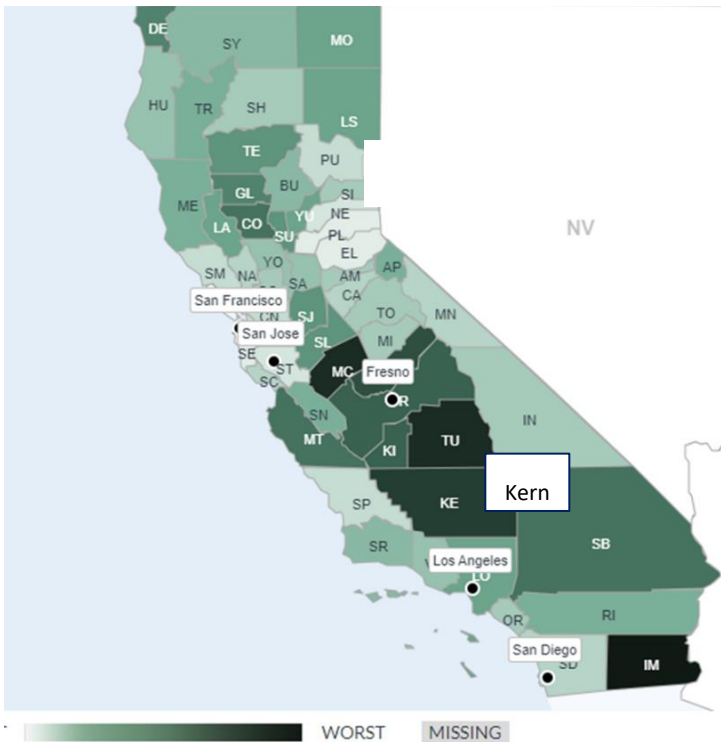 DE
SY
MO
HU
TR
SH
LS
TE
PU
GL
BU
SI
ME
LA
CO
SU
YU
NE
PL
EL
NV
SM
NA
YO
SA
AM
AP
CA
San Francisco
CN
SJ
TO
MN
San Jose
SL
MI
SE
ST
MC
Fresno
SC
R
SN
IN
MT
KI
TU
Kern
SP
KE
SB
SR
Los Angeles
LO
OR
RI
San Diego
SD
IM
WORST
MISSING